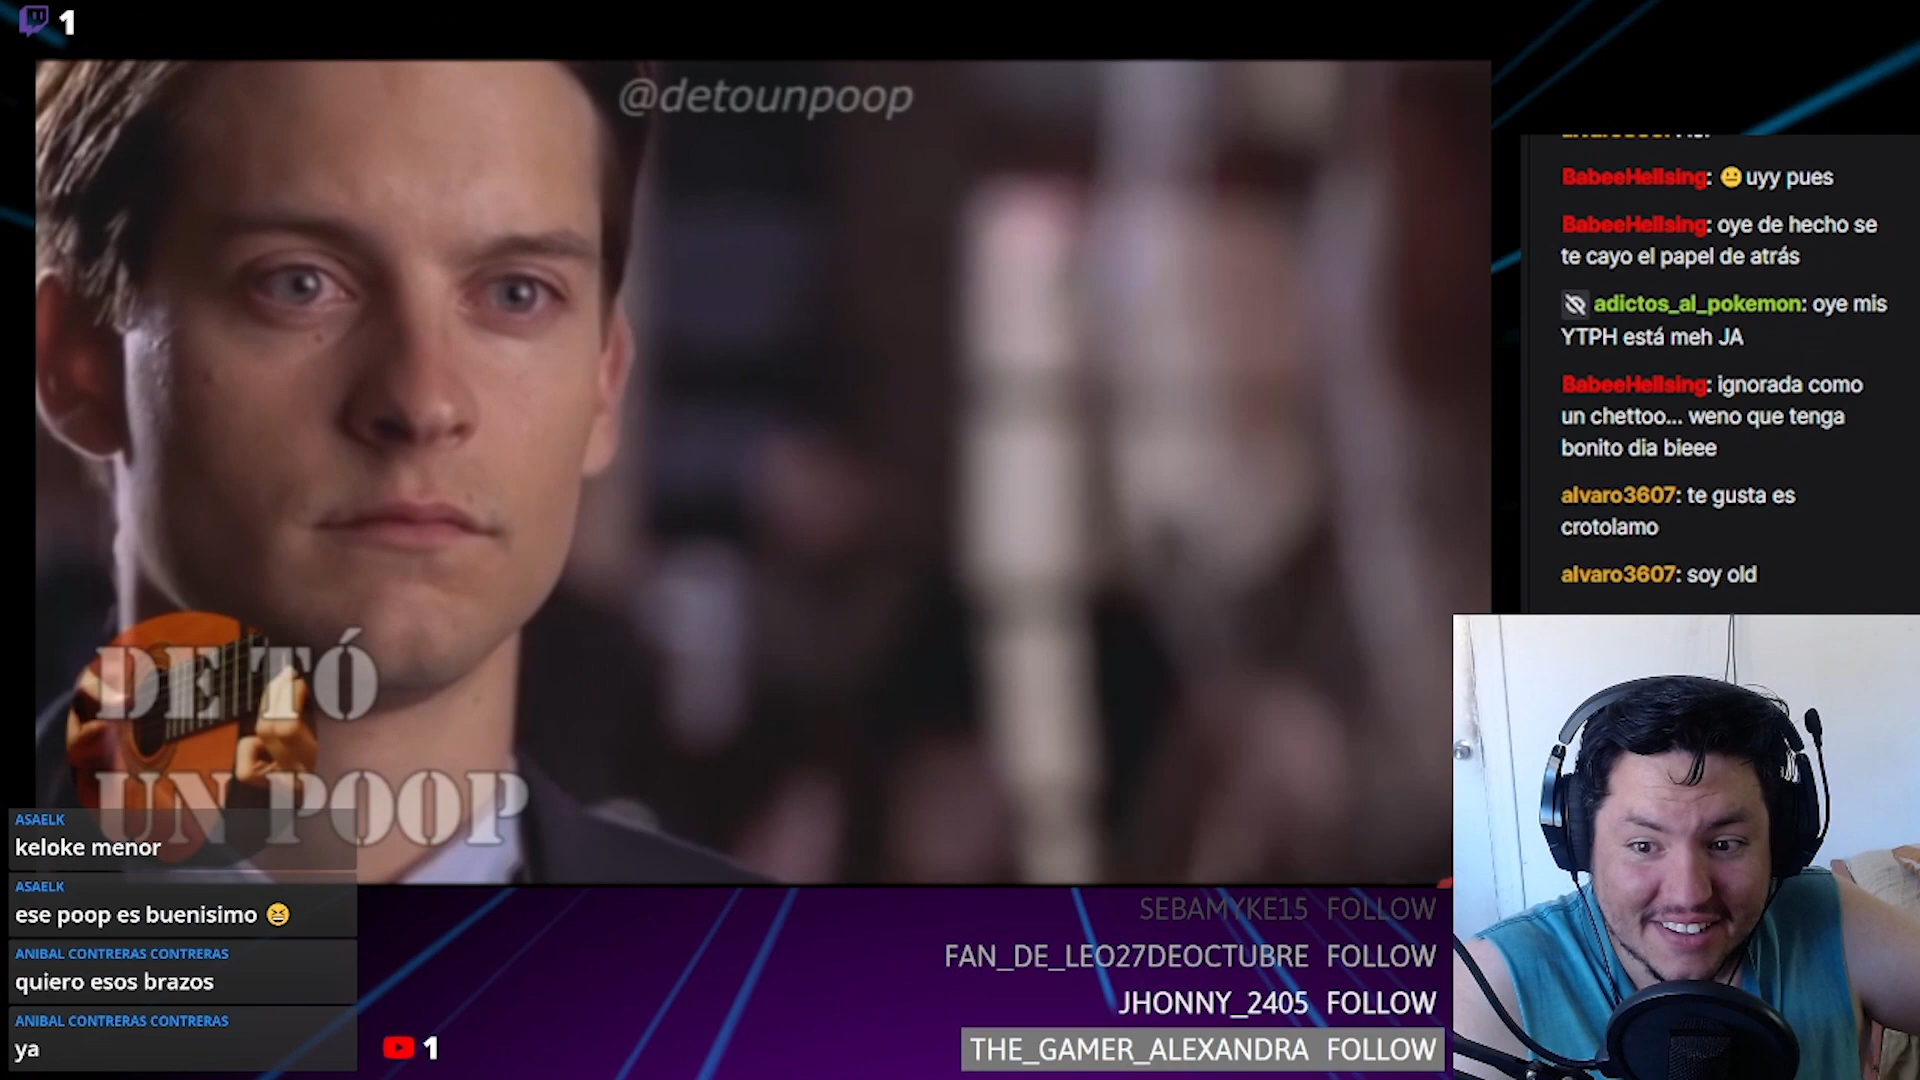 1
@detounpoop
BabeeHellsing: 😐 uyy pues
BabeeHellsing: oye de hecho se
te cayo el papel de atrás
adictos_al_pokemon: oye mis
YTPH está meh JA
BabeeHellsing: ignorada como
un chettoo... weno que tenga
bonito dia bieee
alvaro3607: te gusta es
crotolamo
alvaro3607: soy old
DE TÓ
UN POOP
ASAELK
keloke menor
ASAELK
ese poop es buenisimo 😆
ANIBAL CONTRERAS CONTRERAS
quiero esos brazos
ANIBAL CONTRERAS CONTRERAS
ya
1
SEBAMYKE15 FOLLOW
FAN_DE_LEO27DEOCTUBRE FOLLOW
JHONNY_2405 FOLLOW
THE_GAMER_ALEXANDRA FOLLOW